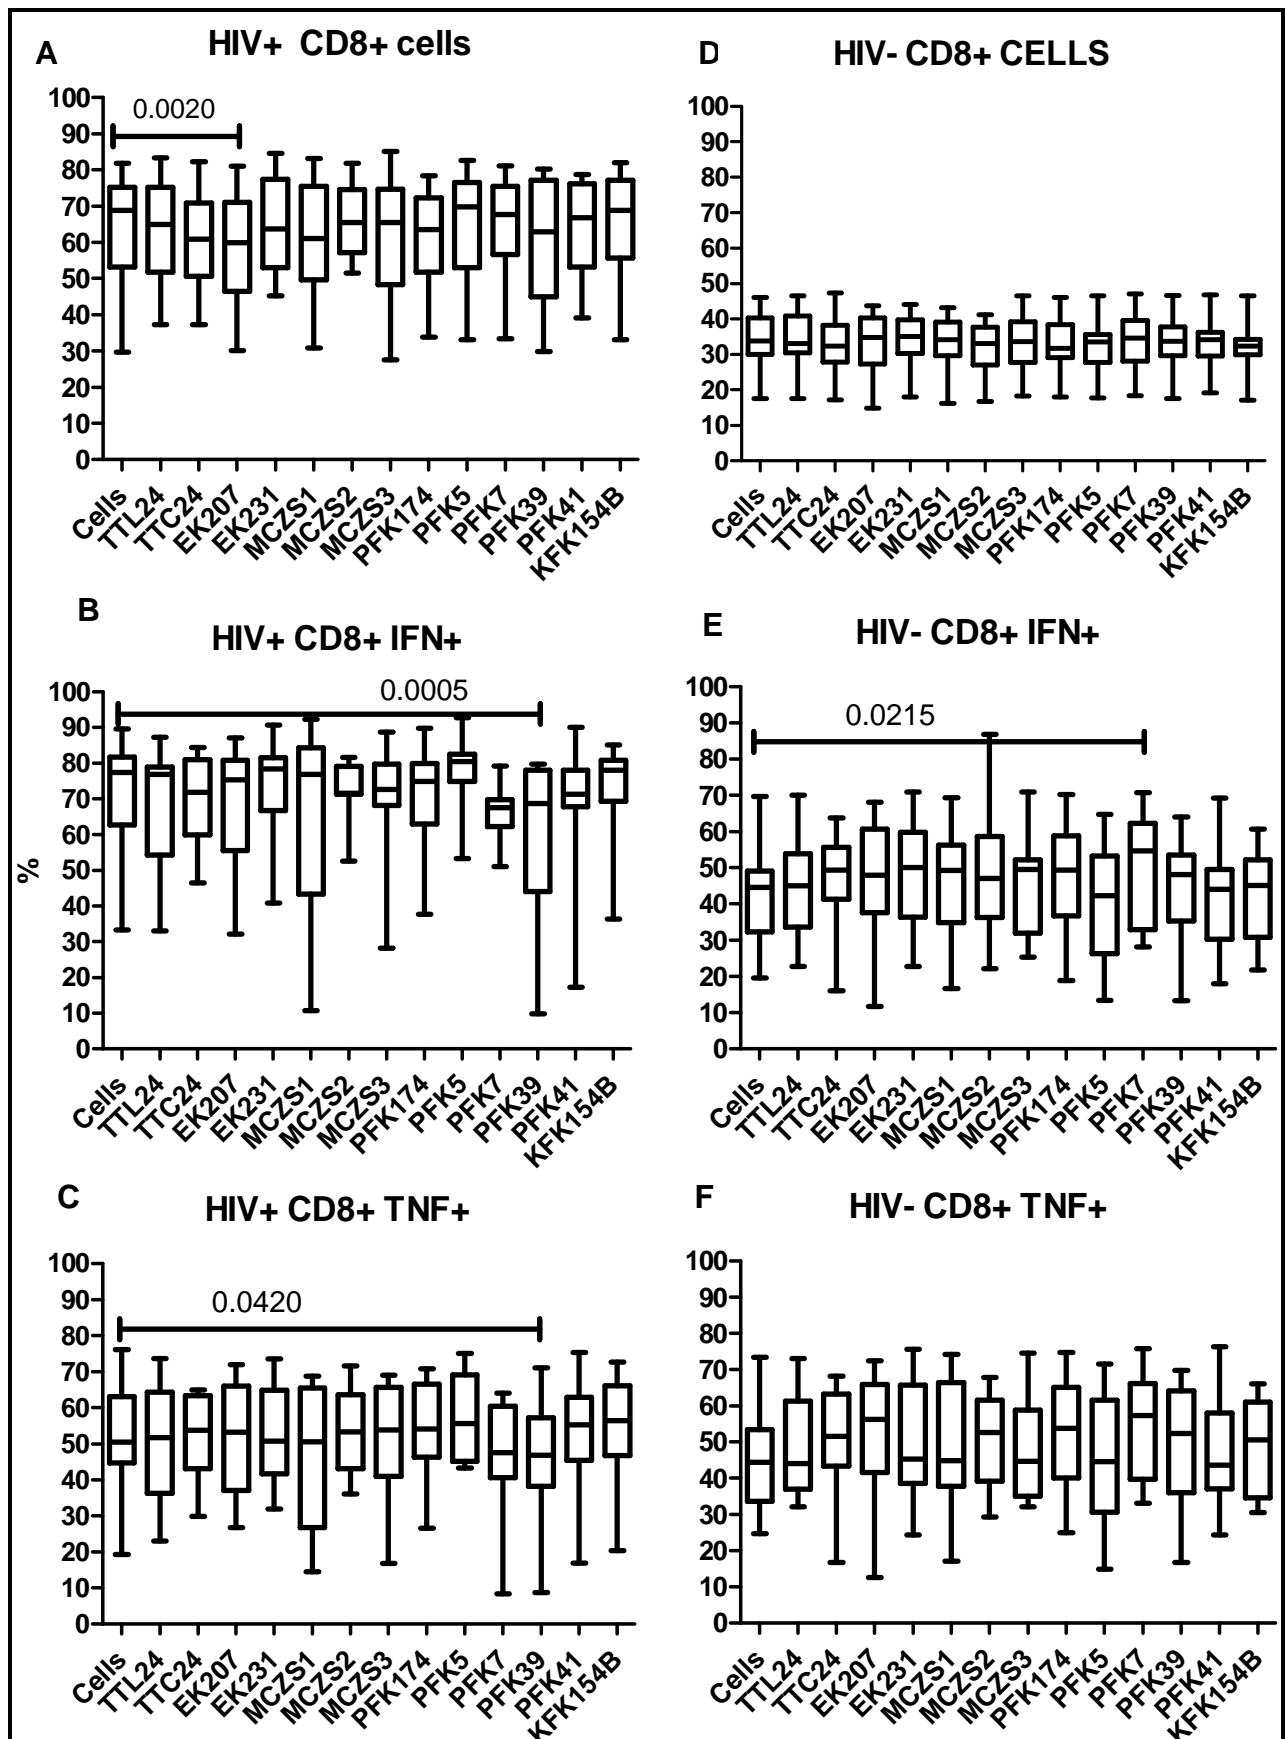 A
HIV+ CD8+ cells
100
90
80
70
60
50
40
30
20
10
0
0.0020
Cells
TTL24
TTC24
EK207
EK231
MCZS1
MCZS2
MCZS3
PFK174
PFK5
PFK7
PFK39
PFK41
KFK154B
D
HIV- CD8+ CELLS
100
90
80
70
60
50
40
30
20
10
0
Cells
TTL24
TTC24
EK207
EK231
MCZS1
MCZS2
MCZS3
PFK174
PFK5
PFK7
PFK39
PFK41
KFK154B
B
HIV+ CD8+ IFN+
%
100
90
80
70
60
50
40
30
20
10
0
0.0005
Cells
TTL24
TTC24
EK207
EK231
MCZS1
MCZS2
MCZS3
PFK174
PFK5
PFK7
PFK39
PFK41
KFK154B
E
HIV- CD8+ IFN+
100
90
80
70
60
50
40
30
20
10
0
0.0215
Cells
TTL24
TTC24
EK207
EK231
MCZS1
MCZS2
MCZS3
PFK174
PFK5
PFK7
PFK39
PFK41
KFK154B
C
HIV+ CD8+ TNF+
100
90
80
70
60
50
40
30
20
10
0
0.0420
Cells
TTL24
TTC24
EK207
EK231
MCZS1
MCZS2
MCZS3
PFK174
PFK5
PFK7
PFK39
PFK41
KFK154B
F
HIV- CD8+ TNF+
100
90
80
70
60
50
40
30
20
10
0
Cells
TTL24
TTC24
EK207
EK231
MCZS1
MCZS2
MCZS3
PFK174
PFK5
PFK7
PFK39
PFK41
KFK154B